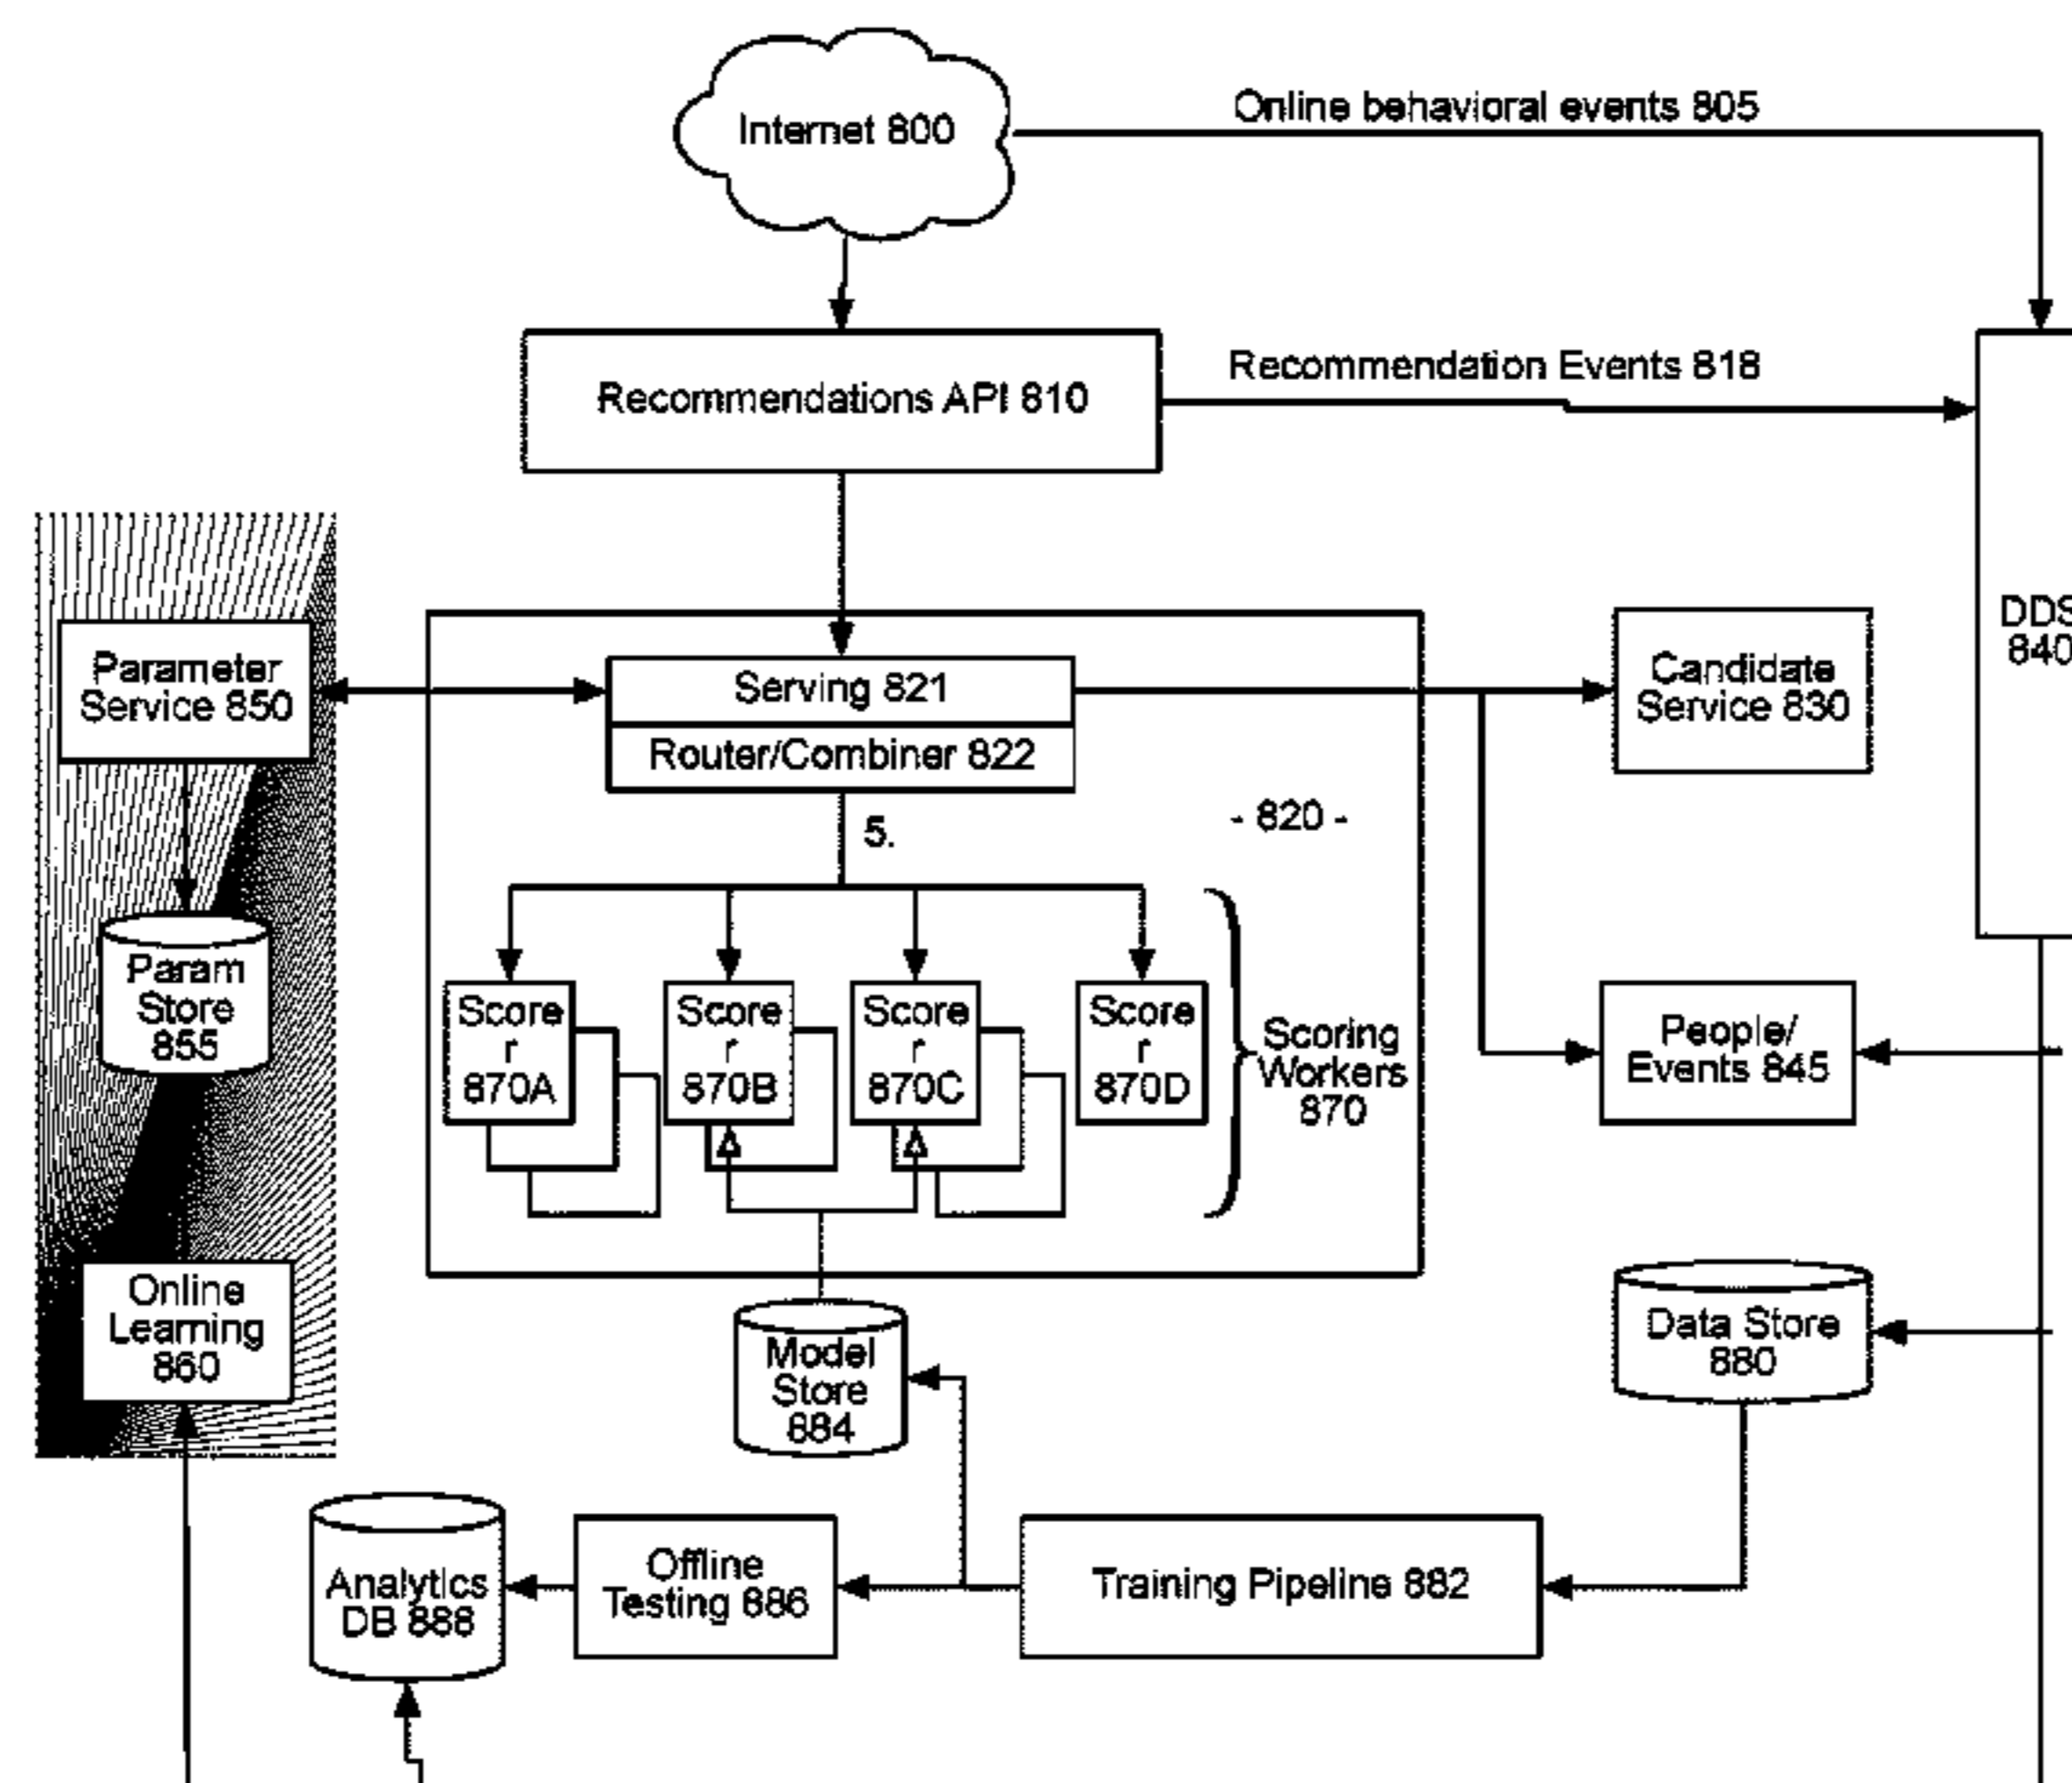 Internet 800
Online behavioral events 805
Recommendations API 810
Recommendation Events 818
DDS
840
Parameter
Service 850
Serving 821
Router/Combiner 822
Candidate
Service 830
- 820 -
5.
Param
Store
855
Score
r
870A
Score
r
870B
Score
r
870C
Score
r
870D
Scoring
Workers
870
People/
Events 845
Online
Learning
860
Model
Store
884
Data Store
880
Analytics
DB 888
Offline
Testing 886
Training Pipeline 882